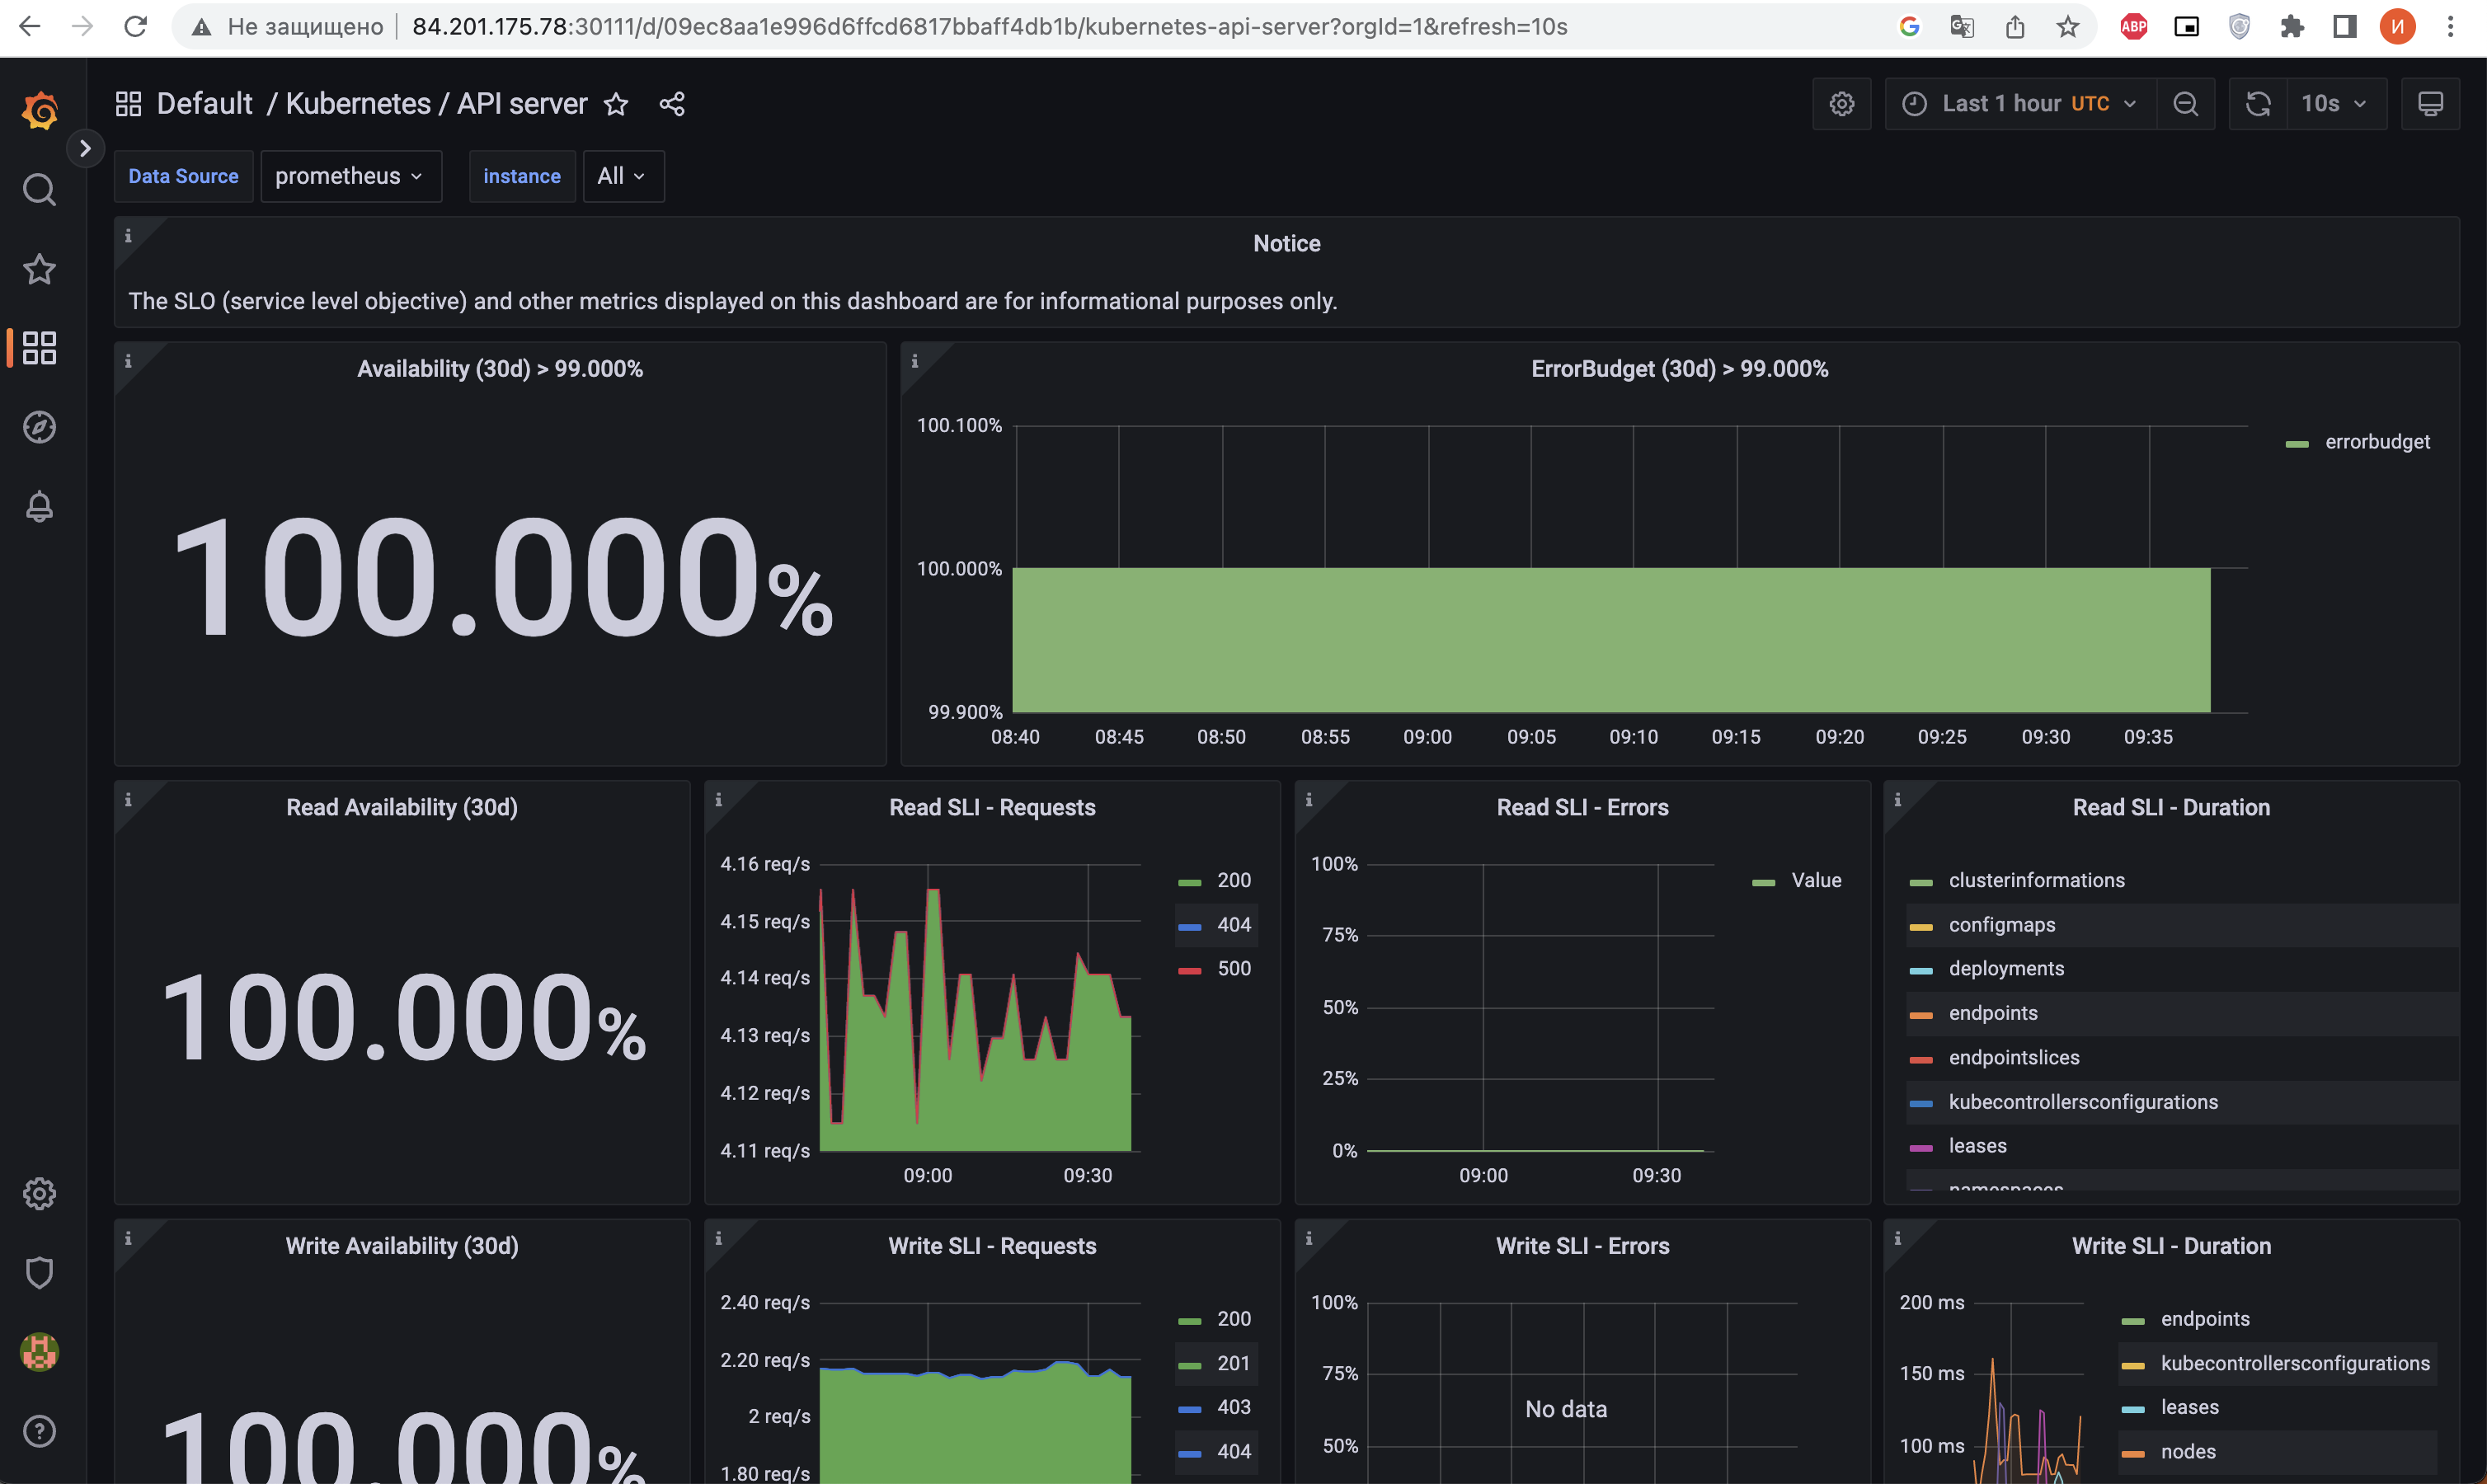 Не защищено 84.201.175.78:30111/d/09ec8aa1e996d6ffcd6817bbaff4db1b/kubernetes-api-server?orgId=1&refresh=10s
ABP
И
Default / Kubernetes / API server
Last 1 hour UTC
10s
Data Source prometheus instance All
Notice
The SLO (service level objective) and other metrics displayed on this dashboard are for informational purposes only.
Availability (30d) > 99.000%
100.000%
ErrorBudget (30d) > 99.000%
100.100%
100.000%
99.900%
08:40 08:45 08:50 08:55 09:00 09:05 09:10 09:15 09:20 09:25 09:30 09:35
errorbudget
Read Availability (30d)
100.000%
Read SLI - Requests
4.16 req/s
4.15 req/s
4.14 req/s
4.13 req/s
4.12 req/s
4.11 req/s
09:00 09:30
200
404
500
Read SLI - Errors
100%
75%
50%
25%
0%
09:00 09:30
Value
Read SLI - Duration
clusterinformations
configmaps
deployments
endpoints
endpointslices
kubecontrollersconfigurations
leases
namespaces
Write Availability (30d)
100.000%
Write SLI - Requests
2.40 req/s
2.20 req/s
2 req/s
1.80 req/s
200
201
403
404
Write SLI - Errors
100%
75%
50%
No data
Write SLI - Duration
200 ms
150 ms
100 ms
endpoints
kubecontrollersconfigurations
leases
nodes